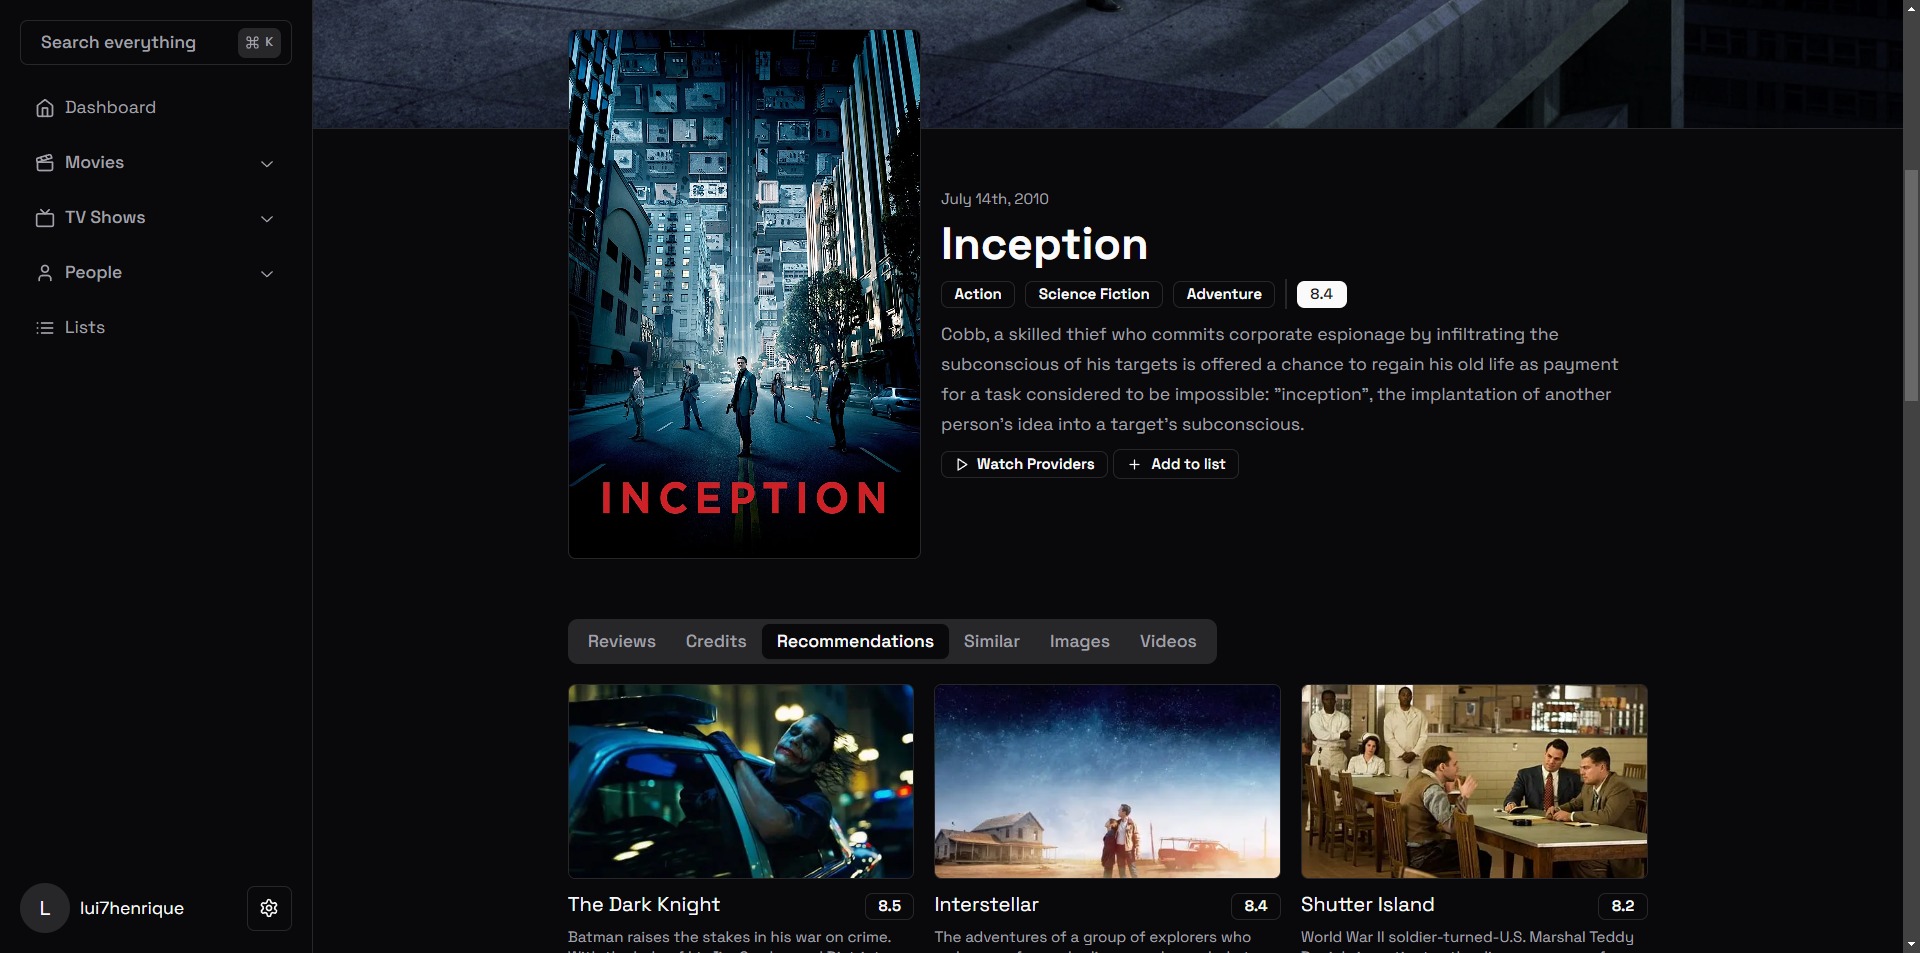 Search everything
⌘ K
Dashboard
Movies
TV Shows
People
Lists
July 14th, 2010
Inception
Action
Science Fiction
Adventure
8.4
Cobb, a skilled thief who commits corporate espionage by infiltrating the
subconscious of his targets is offered a chance to regain his old life as payment
for a task considered to be impossible: "inception", the implantation of another
person's idea into a target's subconscious.
Watch Providers
Add to list
INCEPTION
Reviews
Credits
Recommendations
Similar
Images
Videos
The Dark Knight
8.5
Interstellar
8.4
Shutter Island
8.2
Batman raises the stakes in his war on crime.
The adventures of a group of explorers who
World War II soldier-turned-U.S. Marshal Teddy
L
lui7henrique